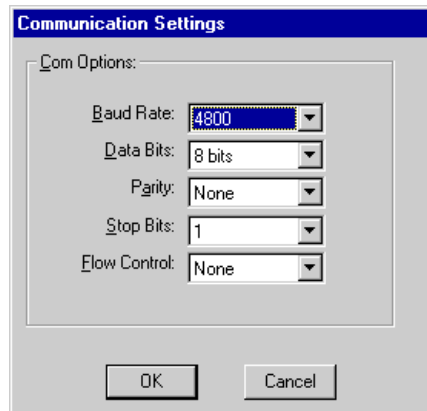 Communication Settings
Com Options:
Baud Rate: 4800
Data Bits: 8 bits
Parity: None
Stop Bits: 1
Flow Control: None
OK Cancel